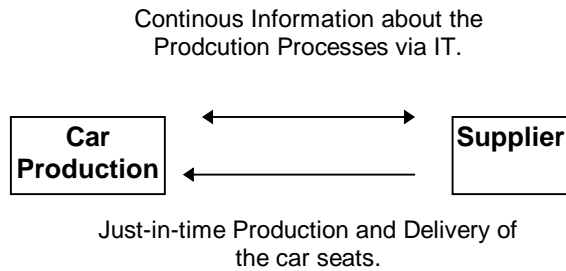 Continous Information about the
Prodcution Processes via IT.
Car
Production
Supplier
Just-in-time Production and Delivery of
the car seats.